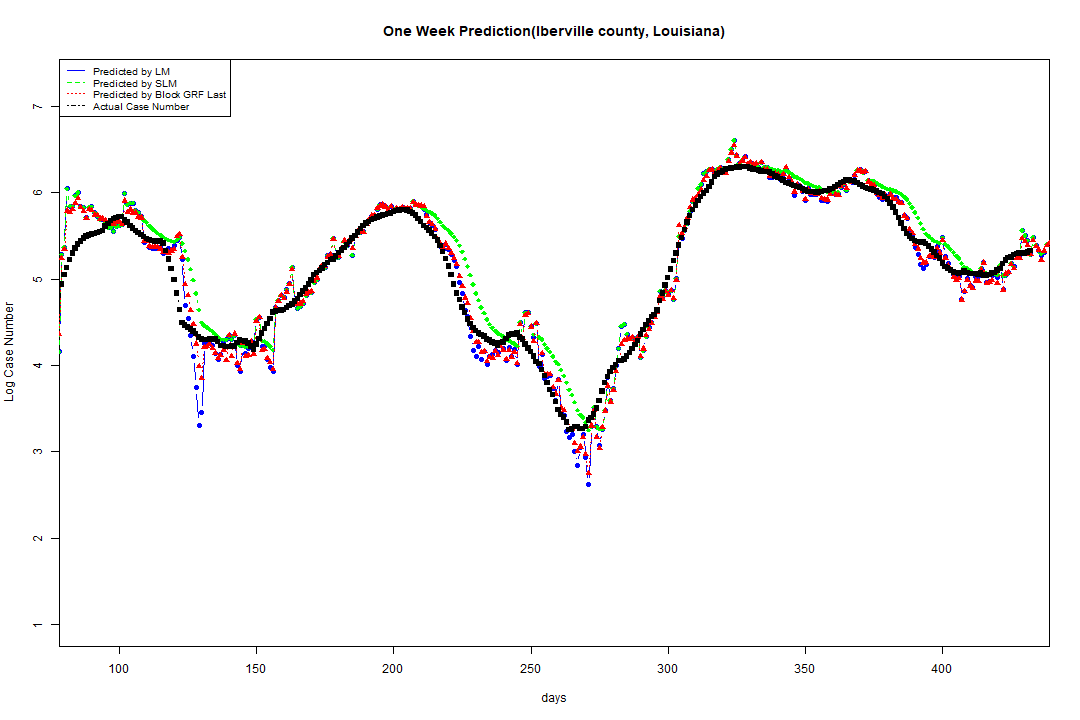 One Week Prediction(Iberville county, Louisiana)
Predicted by LM
Predicted by SLM
Predicted by Block GRF Last
Actual Case Number
7
6
5
4
3
2
1
Log Case Number
100 150 200 250 300 350 400
days